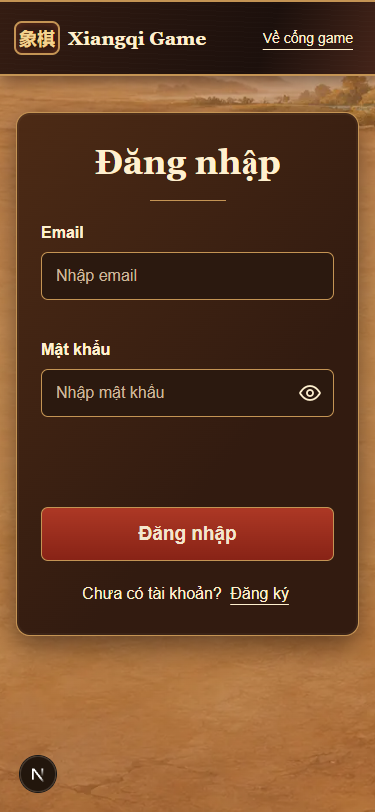 象棋 Xiangqi Game Về cổng game
Đăng nhập
Email
Nhập email
Mật khẩu
Nhập mật khẩu
Đăng nhập
Chưa có tài khoản? Đăng ký
N